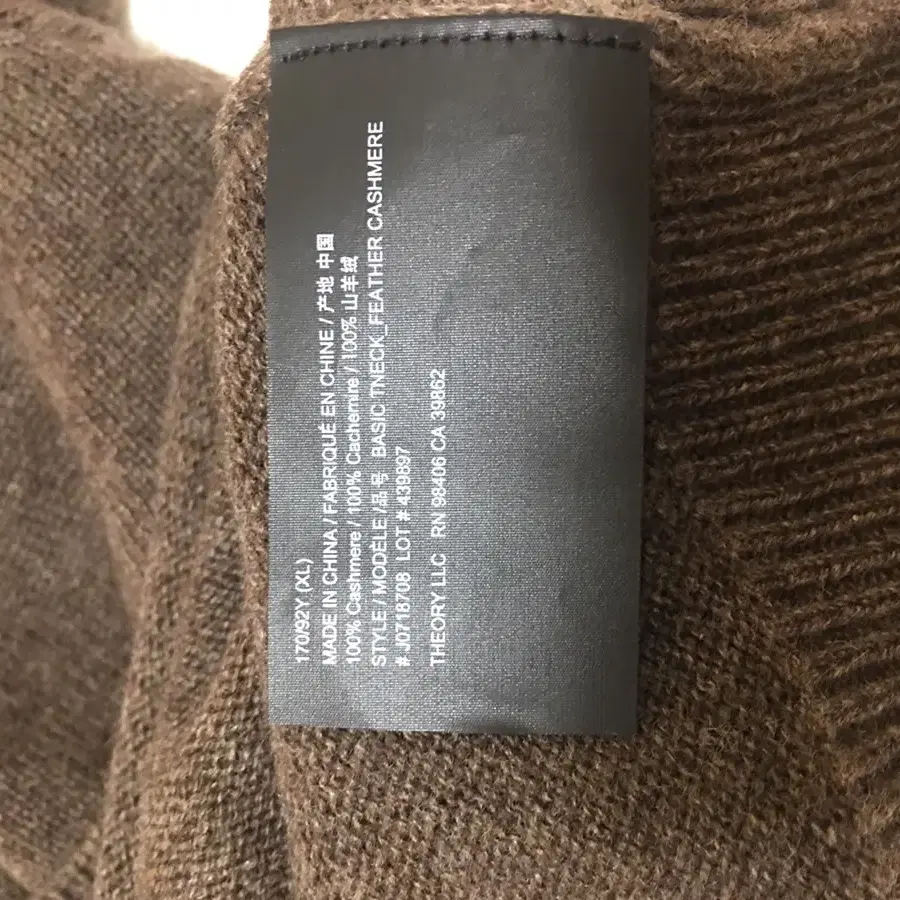 170/92Y (XL)
MADE IN CHINA / FABRIQUÉ EN CHINE / 产地 中国
100% Cashmere / 100% Cachemire / 100% 山羊绒
STYLE / MODÈLE /品号 BASIC TNECK_FEATHER CASHMERE
# J0718708 LOT #:439897
THEORY LLC RN 98406 CA 39862